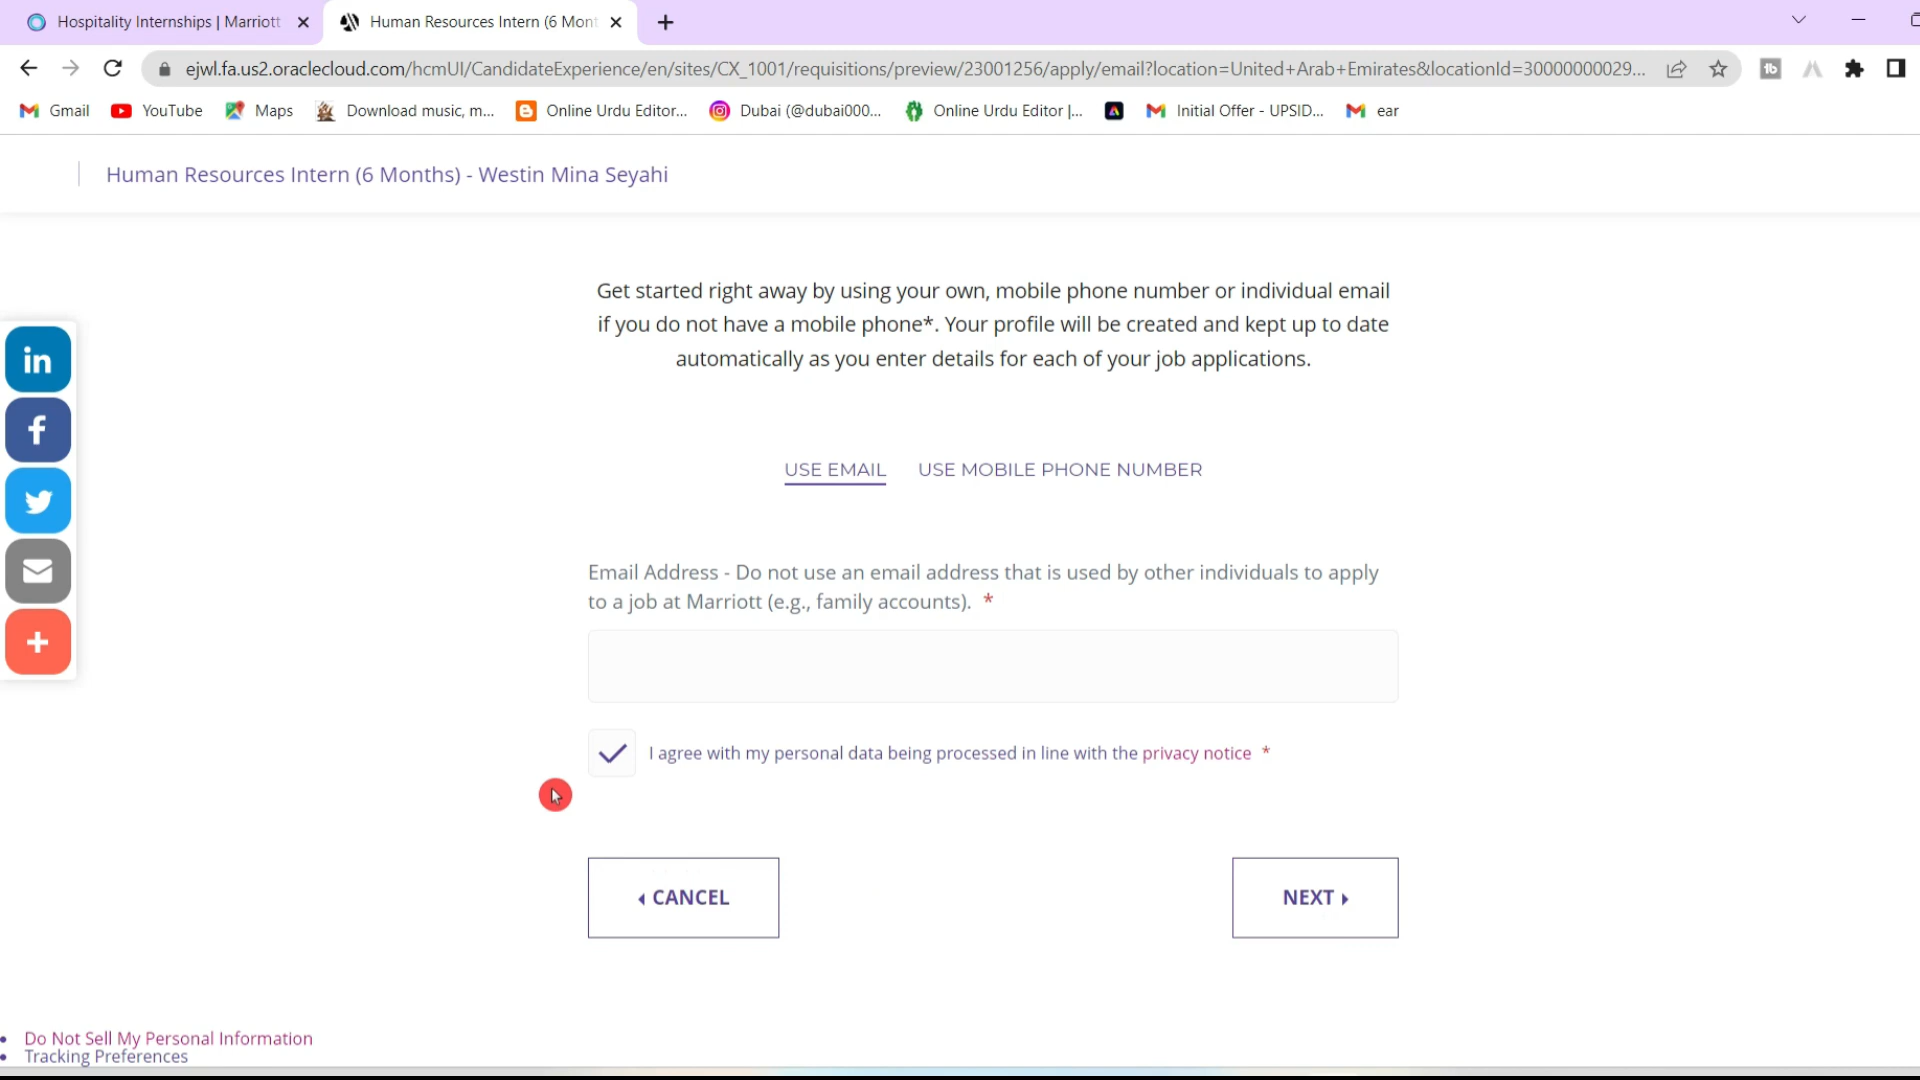 Hospitality Internships | Marriott
Human Resources Intern (6 Mont
ejwl.fa.us2.oraclecloud.com/hcmUI/CandidateExperience/en/sites/CX_1001/requisitions/preview/23001256/apply/email?location=United+Arab+Emirates&locationId=30000000029...
Gmail YouTube Maps Download music, m... Online Urdu Editor... Dubai (@dubai000... Online Urdu Editor |... Initial Offer - UPSID... ear
Human Resources Intern (6 Months) - Westin Mina Seyahi
Get started right away by using your own, mobile phone number or individual email
if you do not have a mobile phone*. Your profile will be created and kept up to date
automatically as you enter details for each of your job applications.
USE EMAIL USE MOBILE PHONE NUMBER
Email Address - Do not use an email address that is used by other individuals to apply
to a job at Marriott (e.g., family accounts). *
I agree with my personal data being processed in line with the privacy notice *
CANCEL
NEXT
Do Not Sell My Personal Information
Tracking Preferences